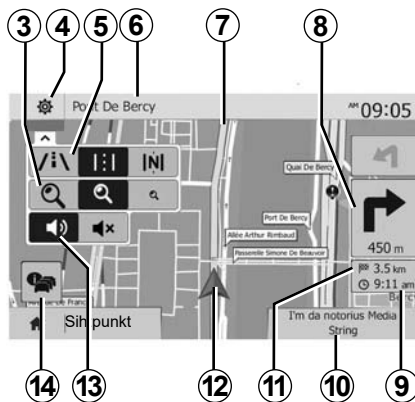 3
4
5
6
7
8
Port De Bercy
AM 09:05
N
Quai De Bercy
Port De Bercy
Allée Arthur Rimbaud
Passerelle Simone De Beauvoir
450 m
3.5 km
9:11 am
Sihtpunkt
I'm da notorius Media
String
14
13
12
11
10
9